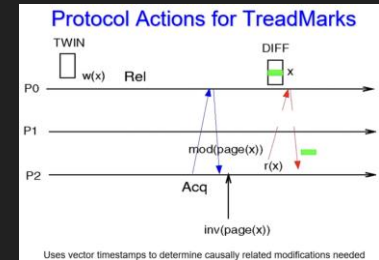 Protocol Actions for TreadMarks
TWIN
DIFF
w(x) Rel
x
P0
P1
mod(page(x))
r(x)
P2
Acq
inv(page(x))
Uses vector timestamps to determine causally related modifications needed